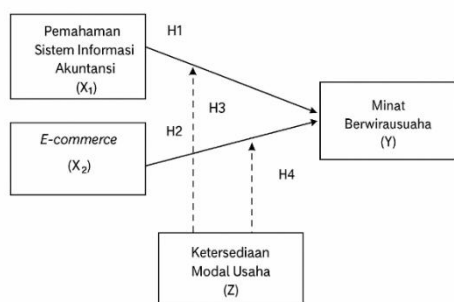 Pemahaman
Sistem Informasi
Akuntansi
(X₁)
H1
H3
Minat
Berwirausuaha
(Y)
E-commerce
(X₂)
H2
H4
Ketersediaan
Modal Usaha
(Z)